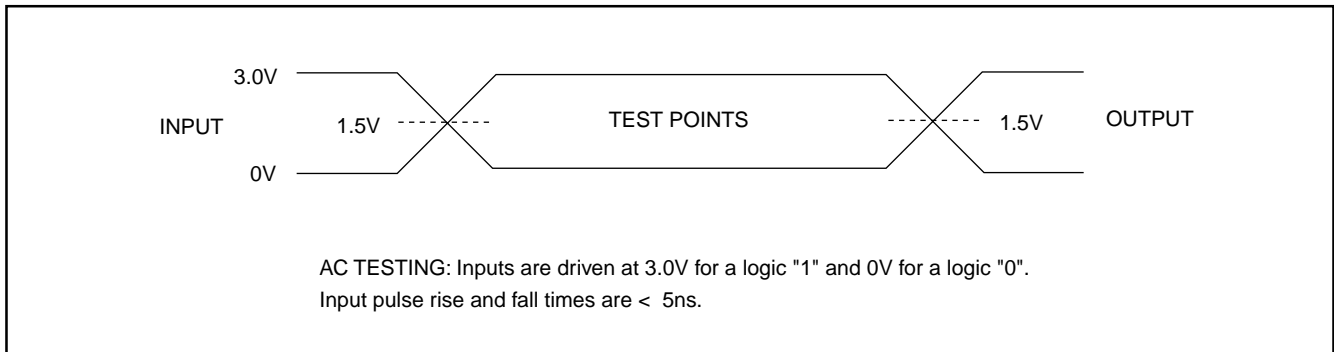 3.0V
INPUT 1.5V TEST POINTS 1.5V OUTPUT
0V
AC TESTING: Inputs are driven at 3.0V for a logic "1" and 0V for a logic "0".
Input pulse rise and fall times are < 5ns.